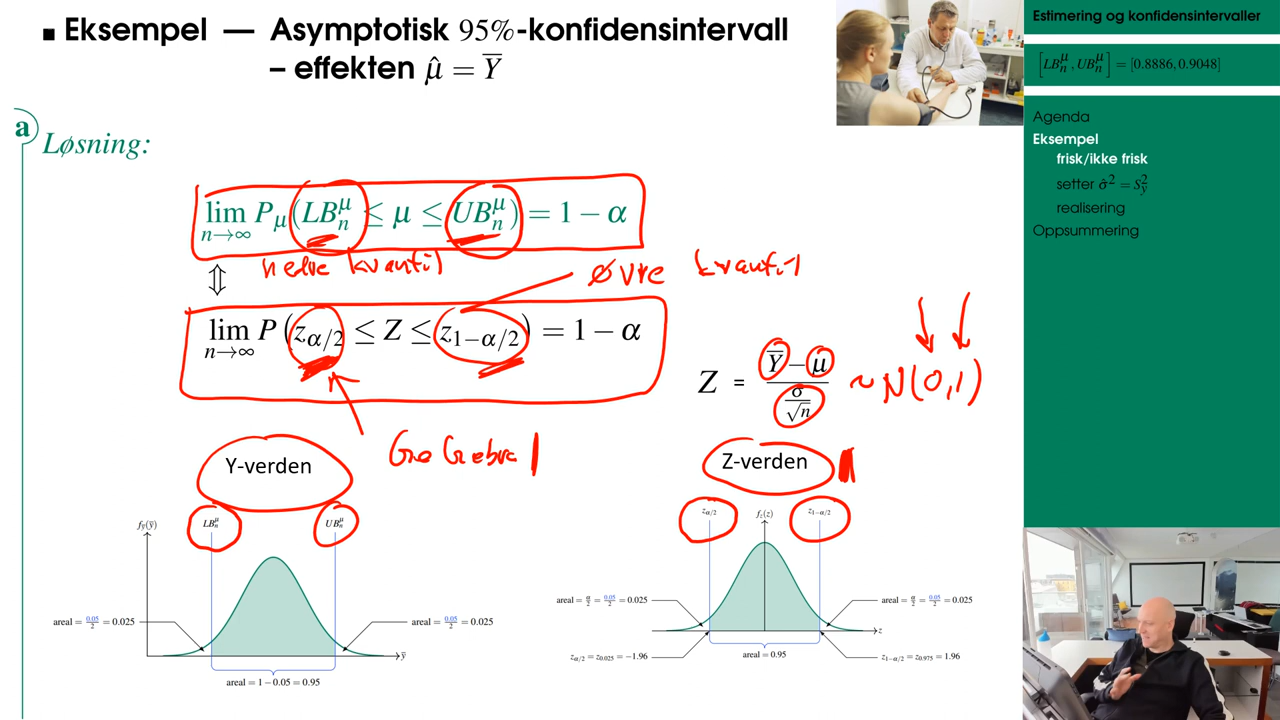 ■ Eksempel — Asymptotisk 95%-konfidensintervall
– effekten μ̂ = Y̅
a
Løsning:
lim n→∞ P_μ (LB_n^μ ≤ μ ≤ UB_n^μ) = 1 − α
nedre kvantil
øvre kvantil
⇕
lim n→∞ P (z_{α/2} ≤ Z ≤ z_{1−α/2}) = 1 − α
Z = (Y̅ − μ) / (σ/√n) ~ N(0,1)
GeoGebra
Y-verden
LB_n^μ UB_n^μ
f_y̅(y̅)
areal = 0.05/2 = 0.025
areal = 0.05/2 = 0.025
y̅
areal = 1 − 0.05 = 0.95
Z-verden
z_{α/2} f_z(z) z_{1−α/2}
areal = α/2 = 0.05/2 = 0.025
areal = α/2 = 0.05/2 = 0.025
z
z_{α/2} = z_{0.025} = −1.96
areal = 0.95
z_{1−α/2} = z_{0.975} = 1.96
Estimering og konfidensintervaller
[LB_n^μ, UB_n^μ] = [0.8886, 0.9048]
Agenda
Eksempel
frisk/ikke frisk
setter σ̂² = S_y²
realisering
Oppsummering